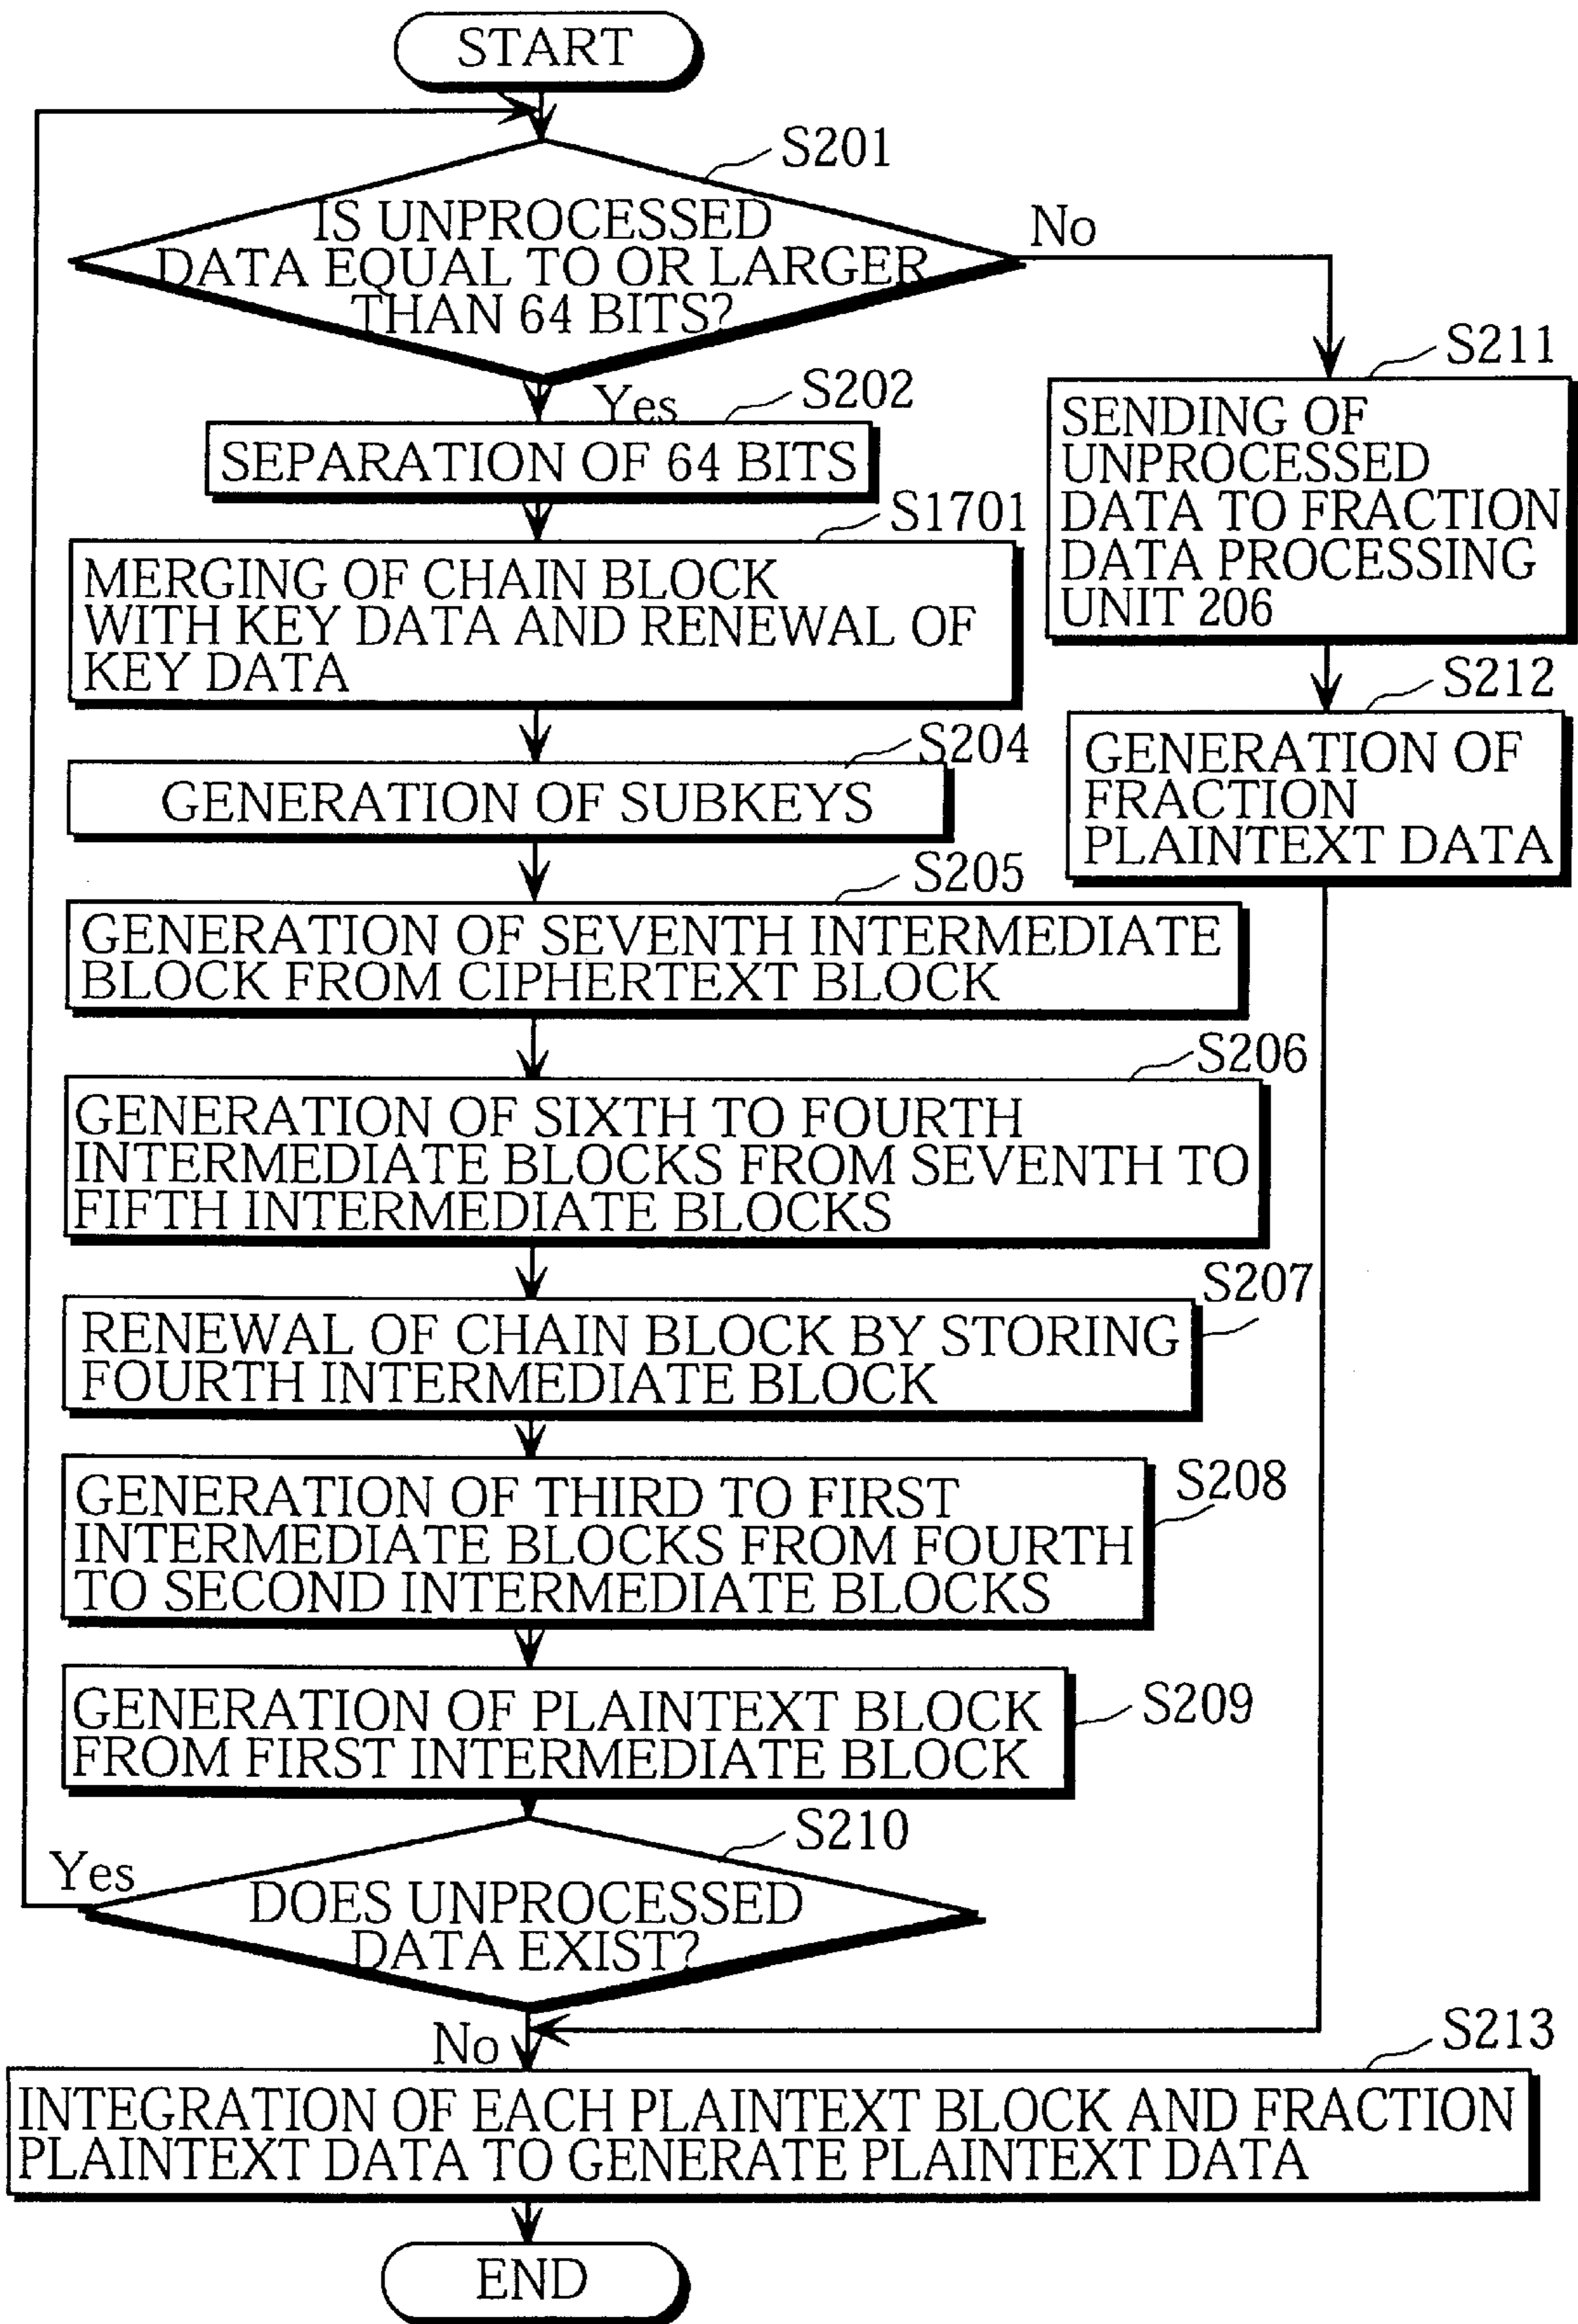 START
S201
IS UNPROCESSED
DATA EQUAL TO OR LARGER
THAN 64 BITS?
No
Yes
S202
SEPARATION OF 64 BITS
S1701
MERGING OF CHAIN BLOCK
WITH KEY DATA AND RENEWAL OF
KEY DATA
S204
GENERATION OF SUBKEYS
S205
GENERATION OF SEVENTH INTERMEDIATE
BLOCK FROM CIPHERTEXT BLOCK
S206
GENERATION OF SIXTH TO FOURTH
INTERMEDIATE BLOCKS FROM SEVENTH TO
FIFTH INTERMEDIATE BLOCKS
S207
RENEWAL OF CHAIN BLOCK BY STORING
FOURTH INTERMEDIATE BLOCK
S208
GENERATION OF THIRD TO FIRST
INTERMEDIATE BLOCKS FROM FOURTH
TO SECOND INTERMEDIATE BLOCKS
S209
GENERATION OF PLAINTEXT BLOCK
FROM FIRST INTERMEDIATE BLOCK
S210
Yes
DOES UNPROCESSED
DATA EXIST?
No
S211
SENDING OF
UNPROCESSED
DATA TO FRACTION
DATA PROCESSING
UNIT 206
S212
GENERATION OF
FRACTION
PLAINTEXT DATA
S213
INTEGRATION OF EACH PLAINTEXT BLOCK AND FRACTION
PLAINTEXT DATA TO GENERATE PLAINTEXT DATA
END